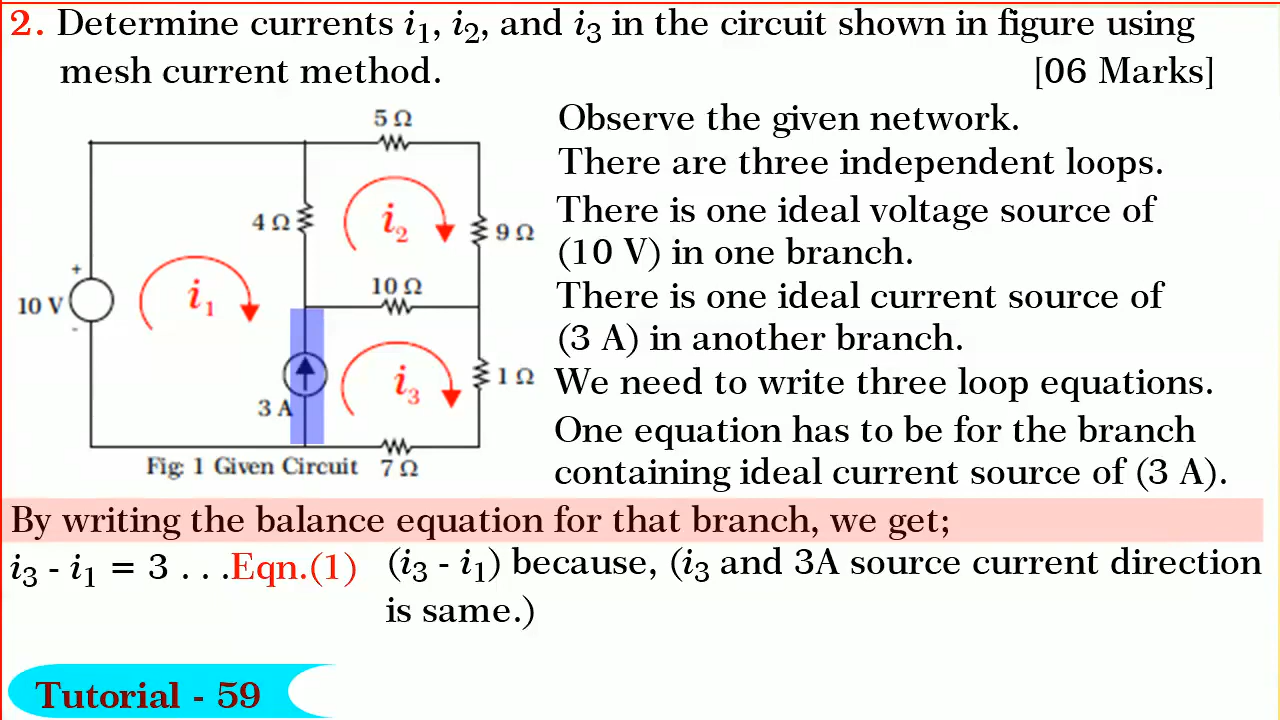 2. Determine currents i1, i2, and i3 in the circuit shown in figure using
mesh current method. [06 Marks]
5 Ω
4 Ω
i2
9 Ω
10 Ω
+
10 V
-
i1
i3
1 Ω
3 A
7 Ω
Fig: 1 Given Circuit
Observe the given network.
There are three independent loops.
There is one ideal voltage source of
(10 V) in one branch.
There is one ideal current source of
(3 A) in another branch.
We need to write three loop equations.
One equation has to be for the branch
containing ideal current source of (3 A).
By writing the balance equation for that branch, we get;
i3 - i1 = 3 . . .Eqn.(1)
(i3 - i1) because, (i3 and 3A source current direction
is same.)
Tutorial - 59